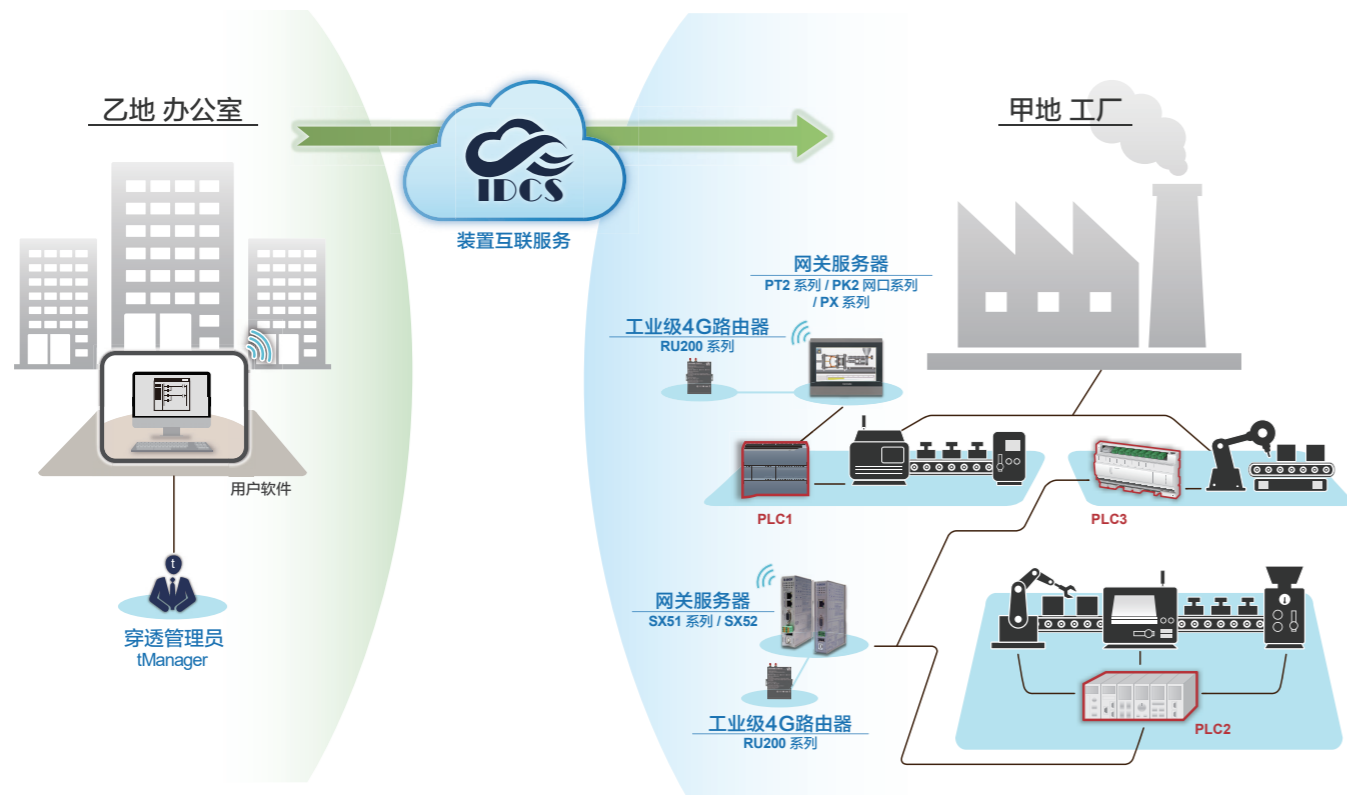 乙地 办公室
IDCS
装置互联服务
甲地 工厂
网关服务器
PT2 系列 / PK2 网口系列
/ PX 系列
工业级4G路由器
RU200 系列
用户软件
PLC1
PLC3
t
穿透管理员
tManager
网关服务器
SX51 系列 / SX52
工业级4G路由器
RU200 系列
PLC2